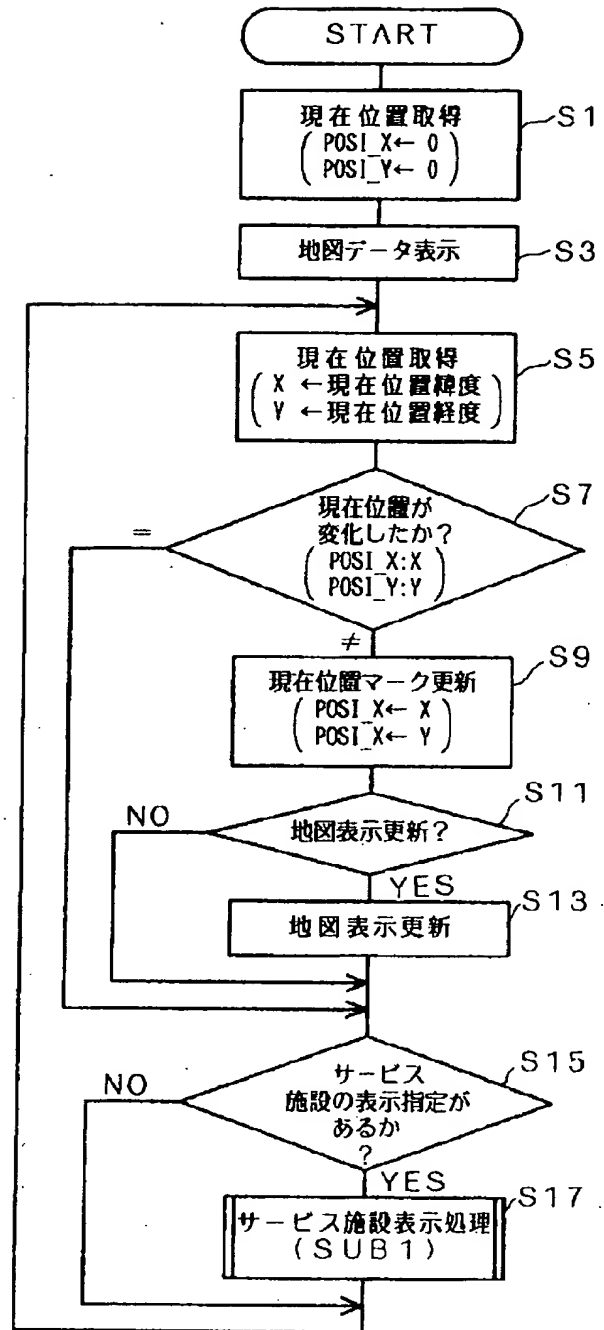 START
現在位置取得
POSI_X← 0
POSI_Y← 0
S1
地図データ表示
S3
現在位置取得
X ←現在位置緯度
Y ←現在位置経度
S5
現在位置が
変化したか?
POSI_X:X
POSI_Y:Y
S7
=
≠
現在位置マーク更新
POSI_X← X
POSI_X← Y
S9
地図表示更新?
S11
NO
YES
地図表示更新
S13
サービス
施設の表示指定が
あるか
?
S15
NO
YES
サービス施設表示処理
(SUB1)
S17